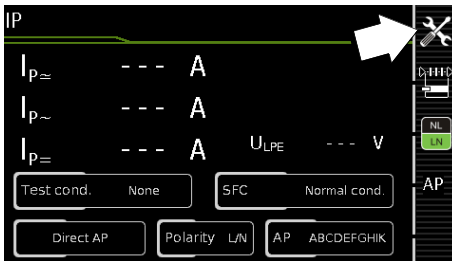 IP
IP≂ --- A
IP~ --- A
IP= --- A ULPE --- V
NL
LN
AP
Test cond. None SFC Normal cond.
Direct AP Polarity L/N AP ABCDEFGHIK